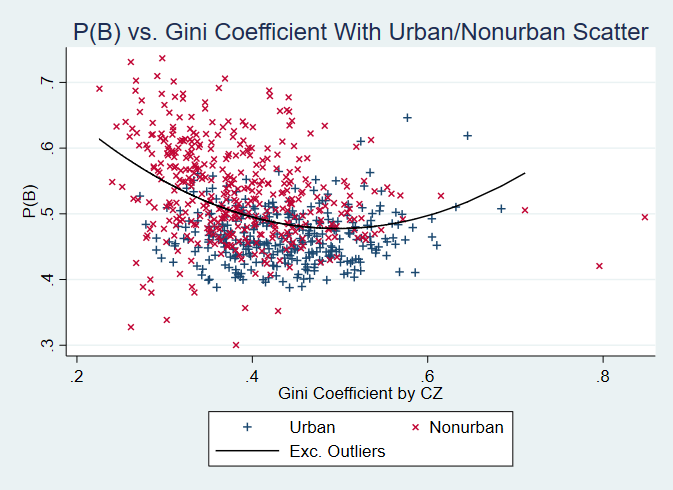 P(B) vs. Gini Coefficient With Urban/Nonurban Scatter
.7
.6
.5
.4
.3
P(B)
.2 .4 .6 .8
Gini Coefficient by CZ
Urban Nonurban
Exc. Outliers